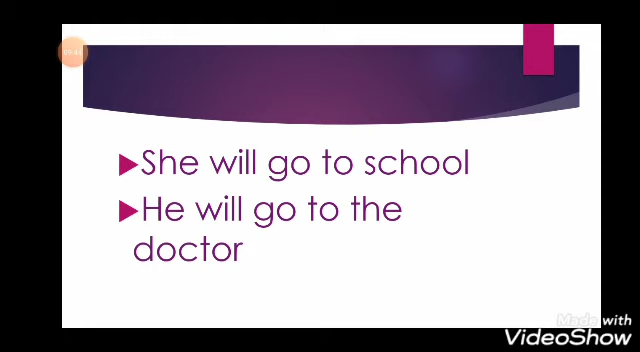 She will go to school
He will go to the
doctor
Made with
VideoShow